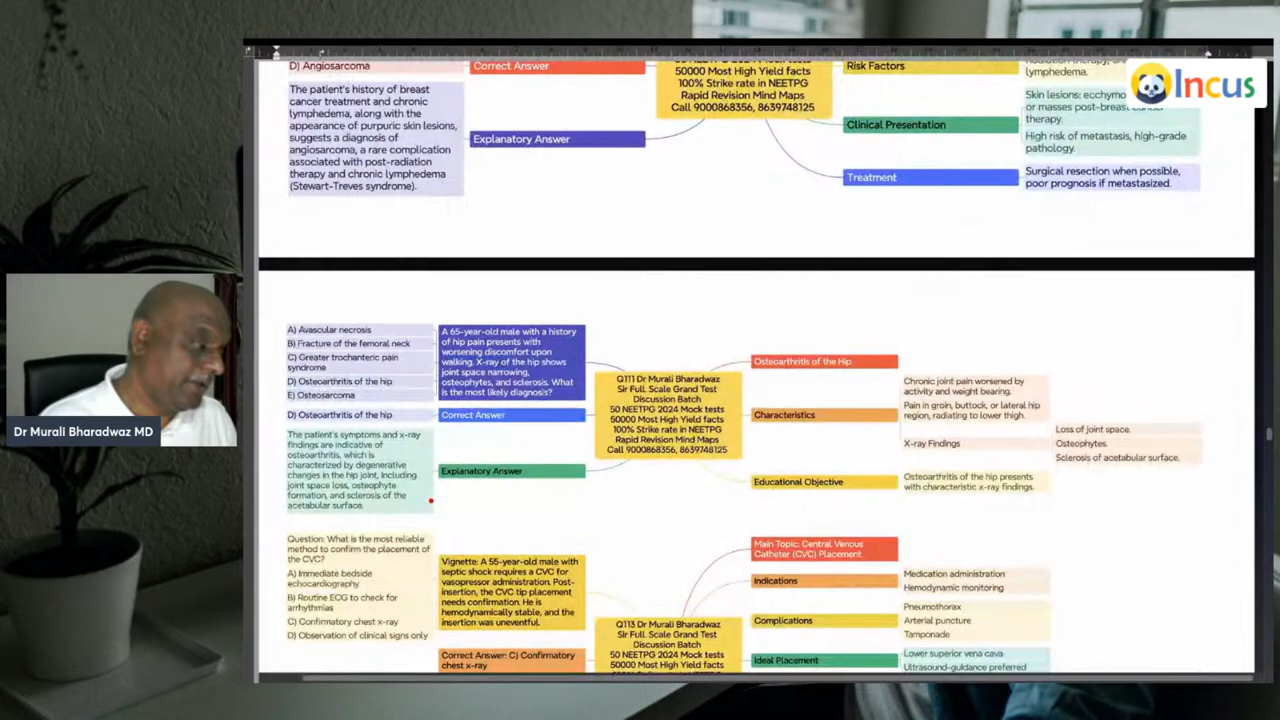 Incus
D) Angiosarcoma
Correct Answer
The patient's history of breast
cancer treatment and chronic
lymphedema, along with the
appearance of purpuric skin lesions,
suggests a diagnosis of
angiosarcoma, a rare complication
associated with post-radiation
therapy and chronic lymphedema
(Stewart-Treves syndrome).
Explanatory Answer
50000 Most High Yield facts
100% Strike rate in NEETPG
Rapid Revision Mind Maps
Call 9000868356, 8639748125
Risk Factors
lymphedema.
Clinical Presentation
Skin lesions: ecchymo
or masses post-breast cancer
therapy.
High risk of metastasis, high-grade
pathology.
Treatment
Surgical resection when possible,
poor prognosis if metastasized.
A) Avascular necrosis
B) Fracture of the femoral neck
C) Greater trochanteric pain
syndrome
D) Osteoarthritis of the hip
E) Osteosarcoma
A 65-year-old male with a history
of hip pain presents with
worsening discomfort upon
walking. X-ray of the hip shows
joint space narrowing,
osteophytes, and sclerosis. What
is the most likely diagnosis?
D) Osteoarthritis of the hip
Correct Answer
The patient's symptoms and x-ray
findings are indicative of
osteoarthritis, which is
characterized by degenerative
changes in the hip joint, including
joint space loss, osteophyte
formation, and sclerosis of the
acetabular surface.
Explanatory Answer
Q111 Dr Murali Bharadwaz
Sir Full. Scale Grand Test
Discussion Batch
50 NEETPG 2024 Mock tests
50000 Most High Yield facts
100% Strike rate in NEETPG
Rapid Revision Mind Maps
Call 9000868356, 8639748125
Osteoarthritis of the Hip
Characteristics
Chronic joint pain worsened by
activity and weight bearing.
Pain in groin, buttock, or lateral hip
region, radiating to lower thigh.
X-ray Findings
Loss of joint space.
Osteophytes.
Sclerosis of acetabular surface.
Educational Objective
Osteoarthritis of the hip presents
with characteristic x-ray findings.
Dr Murali Bharadwaz MD
Question: What is the most reliable
method to confirm the placement of
the CVC?
A) Immediate bedside
echocardiography
B) Routine ECG to check for
arrhythmias
C) Confirmatory chest x-ray
D) Observation of clinical signs only
Vignette: A 55-year-old male with
septic shock requires a CVC for
vasopressor administration. Post-
insertion, the CVC tip placement
needs confirmation. He is
hemodynamically stable, and the
insertion was uneventful.
Correct Answer: C) Confirmatory
chest x-ray
Q113 Dr Murali Bharadwaz
Sir Full. Scale Grand Test
Discussion Batch
50 NEETPG 2024 Mock tests
50000 Most High Yield facts
Main Topic: Central Venous
Catheter (CVC) Placement.
Indications
Medication administration
Hemodynamic monitoring
Complications
Pneumothorax
Arterial puncture
Tamponade
Ideal Placement
Lower superior vena cava
Ultrasound-guidance preferred